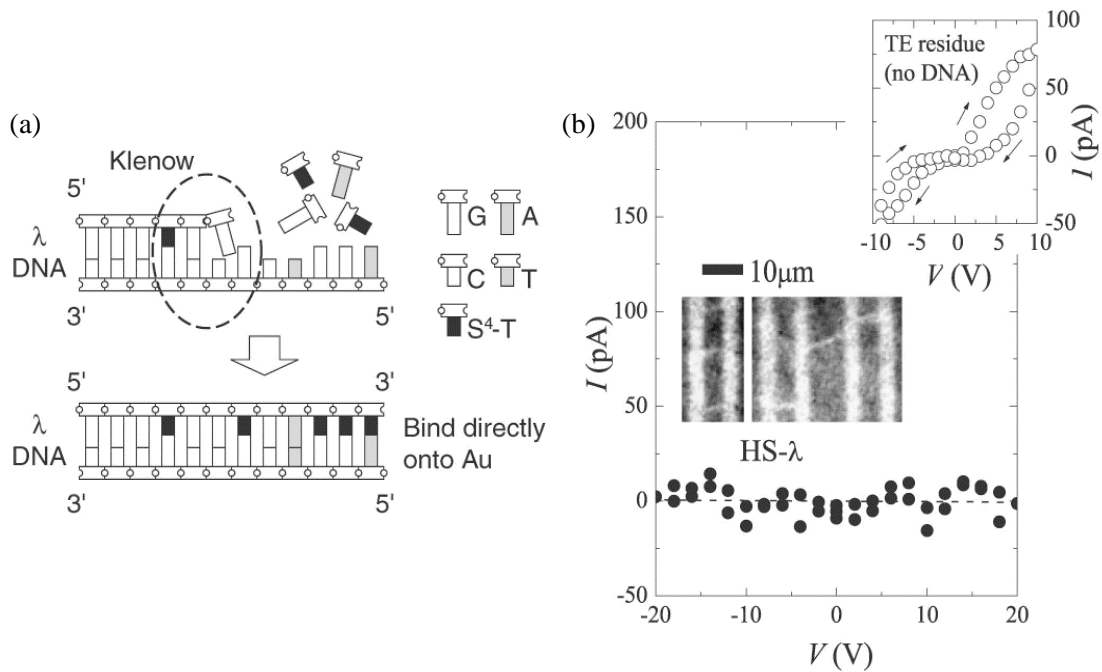 (a)
Klenow
5'
λ
DNA
3'
5'
G
A
C
T
S⁴-T
5'
3'
λ
DNA
3'
5'
Bind directly
onto Au
(b)
TE residue
(no DNA)
100
50
0
-50
I (pA)
-10
-5
0
5
10
V (V)
200
150
100
50
0
-50
I (pA)
10μm
HS-λ
-20
-10
0
10
20
V (V)